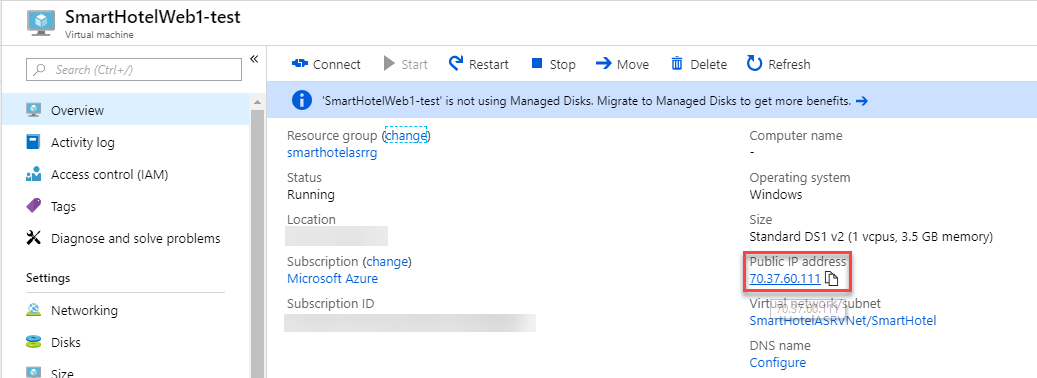 SmartHotelWeb1-test
Virtual machine
Search (Ctrl+/)
«
Overview
Activity log
Access control (IAM)
Tags
Diagnose and solve problems
Settings
Networking
Disks
Size
Connect Start Restart Stop Move Delete Refresh
'SmartHotelWeb1-test' is not using Managed Disks. Migrate to Managed Disks to get more benefits. →
Resource group (change)
smarthotelasrrg
Status
Running
Location
Subscription (change)
Microsoft Azure
Subscription ID
Computer name
-
Operating system
Windows
Size
Standard DS1 v2 (1 vcpus, 3.5 GB memory)
Public IP address
70.37.60.111
Virtual network/subnet
SmartHotelASRVNet/SmartHotel
DNS name
Configure